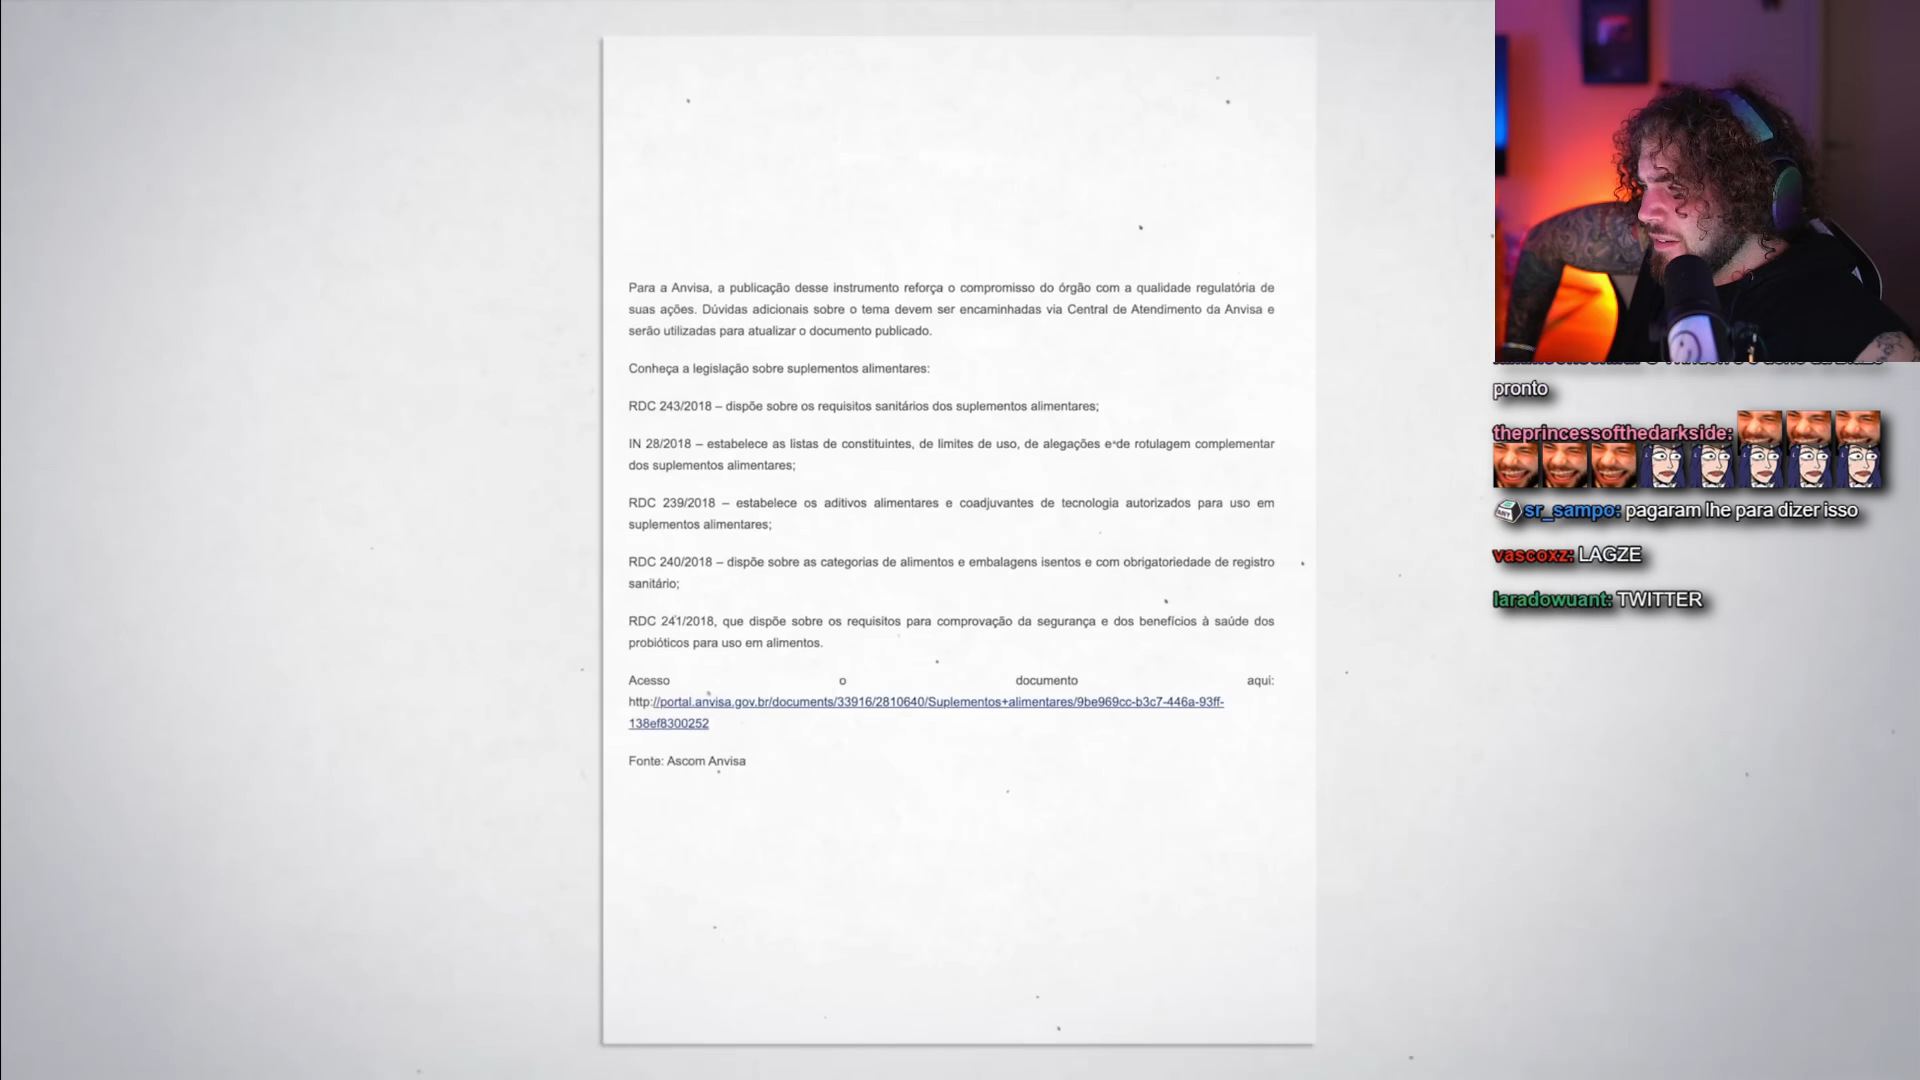 Para a Anvisa, a publicação desse instrumento reforça o compromisso do órgão com a qualidade regulatória de
suas ações. Dúvidas adicionais sobre o tema devem ser encaminhadas via Central de Atendimento da Anvisa e
serão utilizadas para atualizar o documento publicado.
Conheça a legislação sobre suplementos alimentares:
RDC 243/2018 – dispõe sobre os requisitos sanitários dos suplementos alimentares;
IN 28/2018 – estabelece as listas de constituintes, de limites de uso, de alegações e de rotulagem complementar
dos suplementos alimentares;
RDC 239/2018 – estabelece os aditivos alimentares e coadjuvantes de tecnologia autorizados para uso em
suplementos alimentares;
RDC 240/2018 – dispõe sobre as categorias de alimentos e embalagens isentos e com obrigatoriedade de registro
sanitário;
RDC 241/2018, que dispõe sobre os requisitos para comprovação da segurança e dos benefícios à saúde dos
probióticos para uso em alimentos.
Acesso o documento aqui:
http://portal.anvisa.gov.br/documents/33916/2810640/Suplementos+alimentares/9be969cc-b3c7-446a-93ff-
138ef8300252
Fonte: Ascom Anvisa
pronto
theprincessofthedarkside:
sr_sampo: pagaram lhe para dizer isso
vascoxz: LAGZE
laradowuant: TWITTER